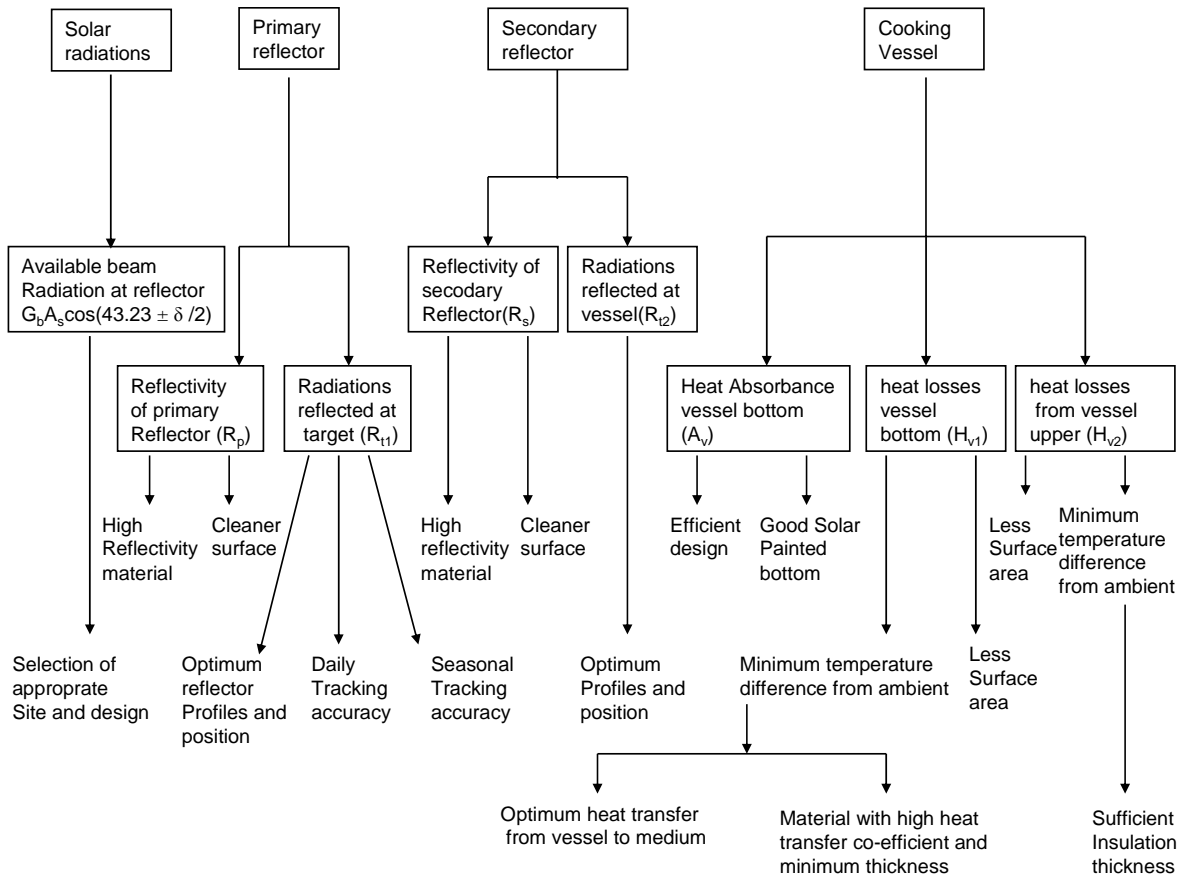 Solar
radiations
Primary
reflector
Secondary
reflector
Cooking
Vessel
Available beam
Radiation at reflector
GbAscos(43.23 ± δ /2)
Reflectivity of
secodary
Reflector(Rs)
Radiations
reflected at
vessel(Rt2)
Reflectivity
of primary
Reflector (Rp)
Radiations
reflected at
target (Rt1)
Heat Absorbance
vessel bottom
(Av)
heat losses
vessel
bottom (Hv1)
heat losses
from vessel
upper (Hv2)
High
Reflectivity
material
Cleaner
surface
High
reflectivity
material
Cleaner
surface
Efficient
design
Good Solar
Painted
bottom
Less
Surface
area
Minimum
temperature
difference
from ambient
Selection of
approprate
Site and design
Optimum
reflector
Profiles and
position
Daily
Tracking
accuracy
Seasonal
Tracking
accuracy
Optimum
Profiles and
position
Minimum temperature
difference from ambient
Less
Surface
area
Optimum heat transfer
from vessel to medium
Material with high heat
transfer co-efficient and
minimum thickness
Sufficient
Insulation
thickness